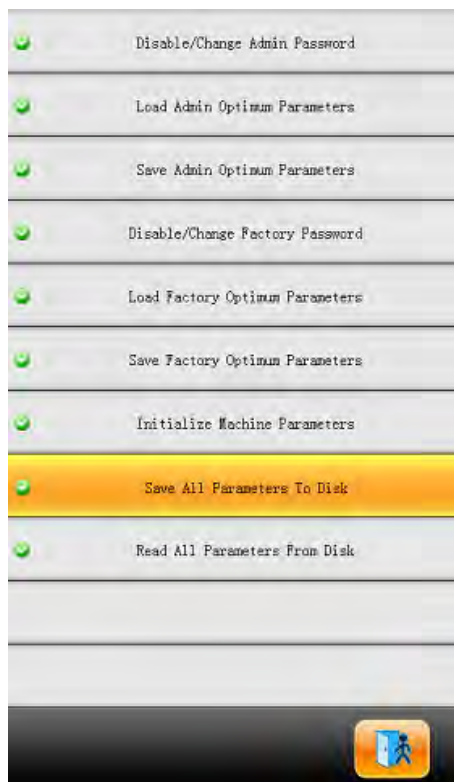 Disable/Change Admin Password
Load Admin Optimum Parameters
Save Admin Optimum Parameters
Disable/Change Factory Password
Load Factory Optimum Parameters
Save Factory Optimum Parameters
Initialize Machine Parameters
Save All Parameters To Disk
Read All Parameters From Disk